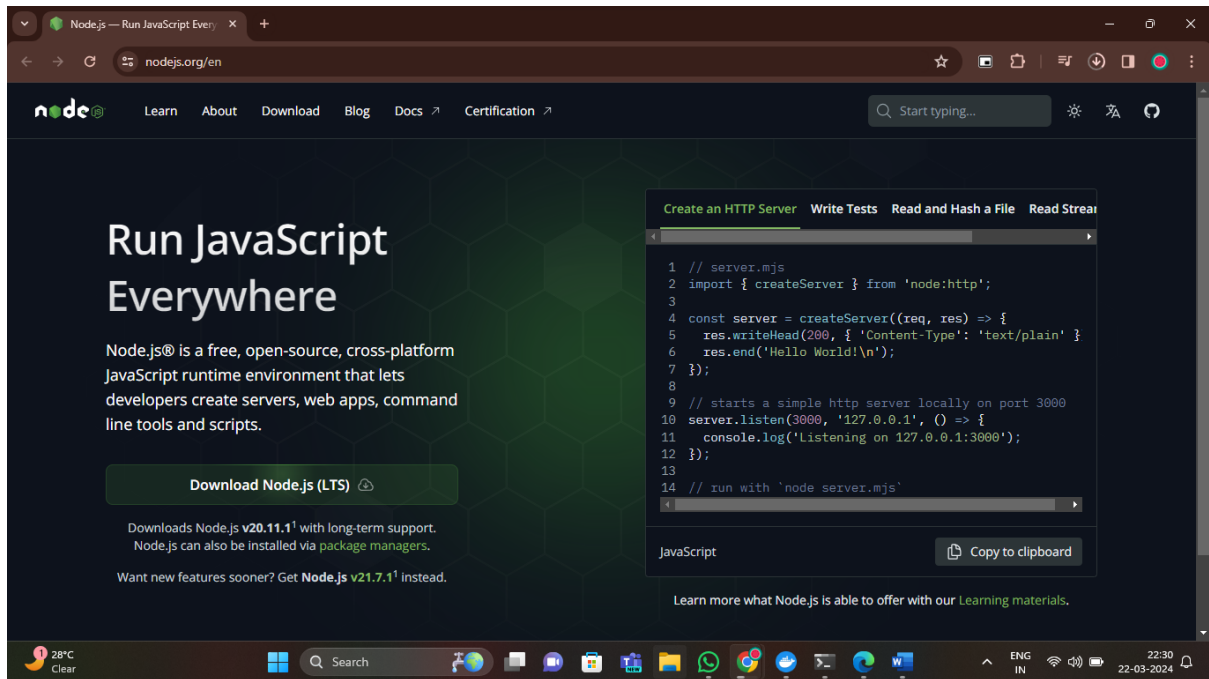 Node.js — Run JavaScript Every
nodejs.org/en
node
Learn About Download Blog Docs ↗ Certification ↗
Start typing...
Run JavaScript
Everywhere
Node.js® is a free, open-source, cross-platform
JavaScript runtime environment that lets
developers create servers, web apps, command
line tools and scripts.
Download Node.js (LTS)
Downloads Node.js v20.11.1¹ with long-term support.
Node.js can also be installed via package managers.
Want new features sooner? Get Node.js v21.7.1¹ instead.
Create an HTTP Server Write Tests Read and Hash a File Read Strear
1 // server.mjs
2 import { createServer } from 'node:http';
3
4 const server = createServer((req, res) => {
5   res.writeHead(200, { 'Content-Type': 'text/plain' }
6   res.end('Hello World!\n');
7 });
8
9 // starts a simple http server locally on port 3000
10 server.listen(3000, '127.0.0.1', () => {
11   console.log('Listening on 127.0.0.1:3000');
12 });
13
14 // run with `node server.mjs`
JavaScript
Copy to clipboard
Learn more what Node.js is able to offer with our Learning materials.
1
28°C
Clear
Search
ENG
IN
22:30
22-03-2024